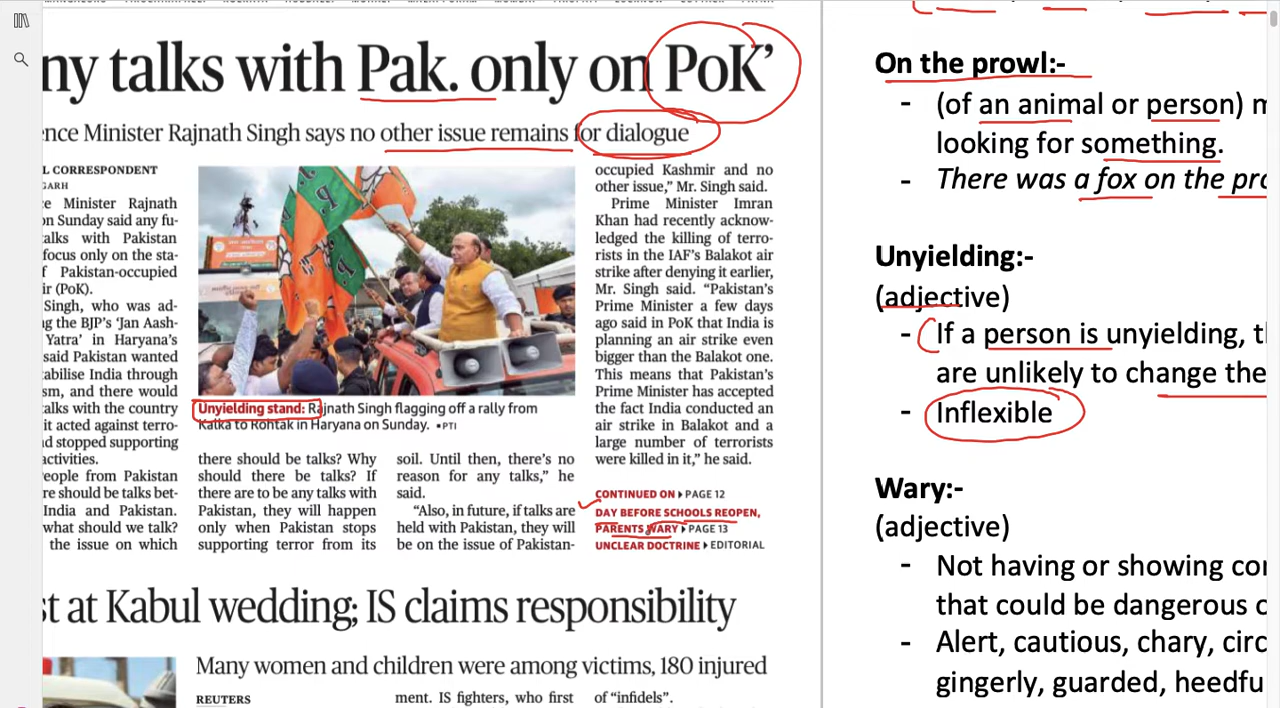 ny talks with Pak. only on PoK’
ence Minister Rajnath Singh says no other issue remains for dialogue
L CORRESPONDENT
GARH
e Minister Rajnath
on Sunday said any fu-
alks with Pakistan
focus only on the sta-
f Pakistan-occupied
ir (PoK).
Singh, who was ad-
g the BJP’s ‘Jan Aash-
Yatra’ in Haryana’s
said Pakistan wanted
abilise India through
sm, and there would
alks with the country
it acted against terro-
d stopped supporting
activities.
eople from Pakistan
re should be talks bet-
India and Pakistan.
what should we talk?
the issue on which
Unyielding stand: Rajnath Singh flagging off a rally from
Kalka to Rohtak in Haryana on Sunday. ▪PTI
there should be talks? Why
should there be talks? If
there are to be any talks with
Pakistan, they will happen
only when Pakistan stops
supporting terror from its
soil. Until then, there’s no
reason for any talks,” he
said.
“Also, in future, if talks are
held with Pakistan, they will
be on the issue of Pakistan-
occupied Kashmir and no
other issue,” Mr. Singh said.
Prime Minister Imran
Khan had recently acknow-
ledged the killing of terro-
rists in the IAF’s Balakot air
strike after denying it earlier,
Mr. Singh said. “Pakistan’s
Prime Minister a few days
ago said in PoK that India is
planning an air strike even
bigger than the Balakot one.
This means that Pakistan’s
Prime Minister has accepted
the fact India conducted an
air strike in Balakot and a
large number of terrorists
were killed in it,” he said.
CONTINUED ON ▸ PAGE 12
DAY BEFORE SCHOOLS REOPEN,
PARENTS WARY ▸ PAGE 13
UNCLEAR DOCTRINE ▸ EDITORIAL
st at Kabul wedding; IS claims responsibility
Many women and children were among victims, 180 injured
REUTERS
ment. IS fighters, who first
of “infidels”.
On the prowl:-
- (of an animal or person) m
looking for something.
- There was a fox on the pro
Unyielding:-
(adjective)
- If a person is unyielding, t
are unlikely to change the
- Inflexible
Wary:-
(adjective)
- Not having or showing con
that could be dangerous
- Alert, cautious, chary, circ
gingerly, guarded, heedfu